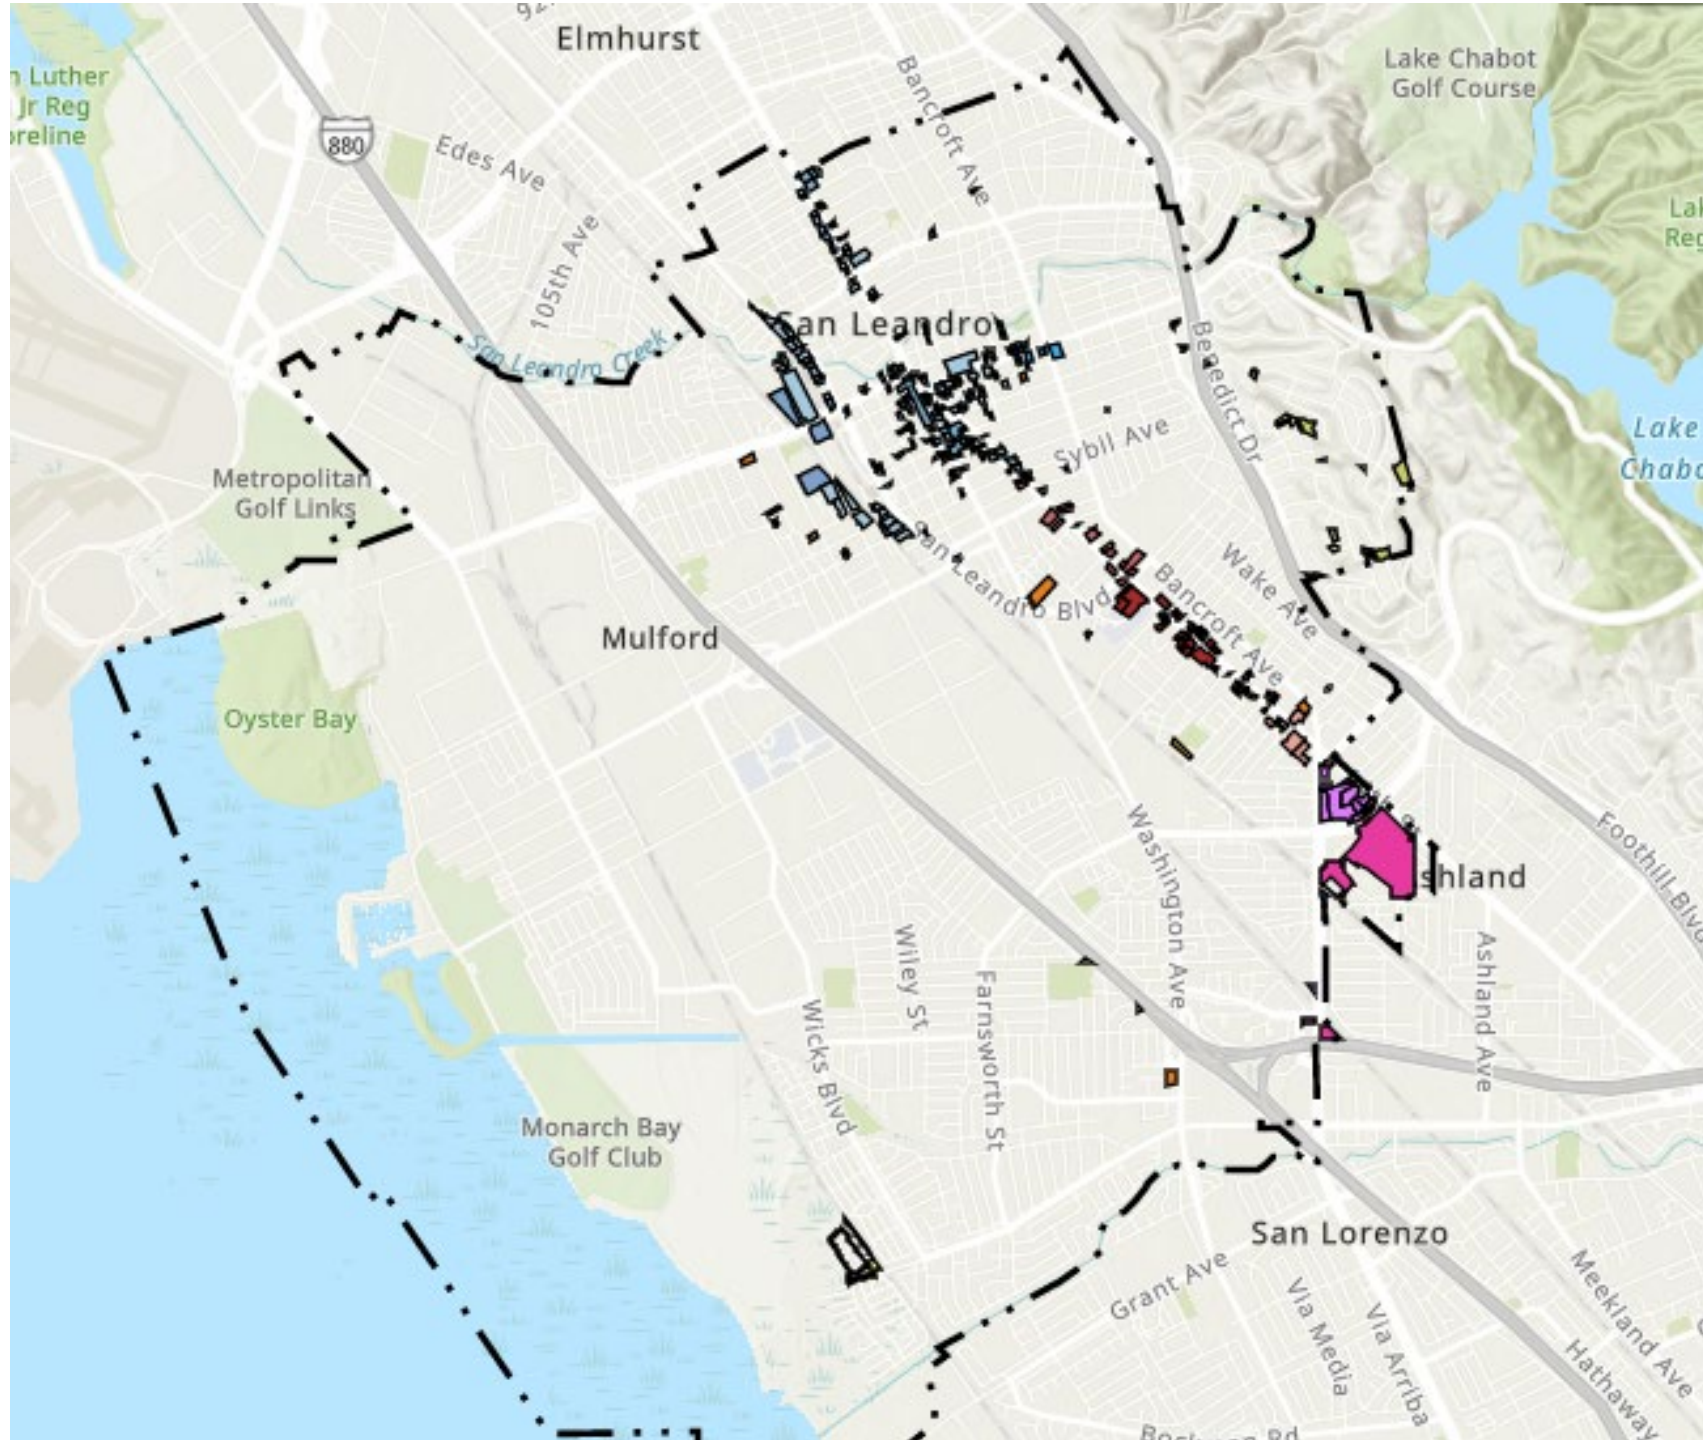 Elmhurst
Bancroft Ave
Lake Chabot
Golf Course
n Luther
Jr Reg
oreline
880
Edes Ave
105th Ave
San Leandro
San Leandro Creek
Benedict Dr
Lake
Sybil Ave
Metropolitan
Golf Links
San Leandro Blvd
Bancroft Ave
Wake Ave
Mulford
Oyster Bay
Washington Ave
Foothill Blvd
shland
Wiley St
Farnsworth St
Ashland Ave
Wicks Blvd
Monarch Bay
Golf Club
San Lorenzo
Grant Ave
Via Media
Via Arriba
Meekland Ave
Hathaway